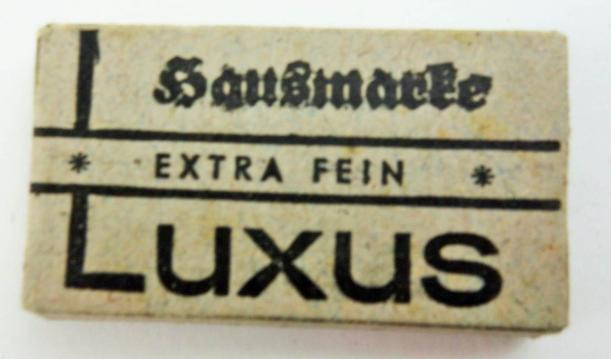 Hausmarke
* EXTRA FEIN *
Luxus